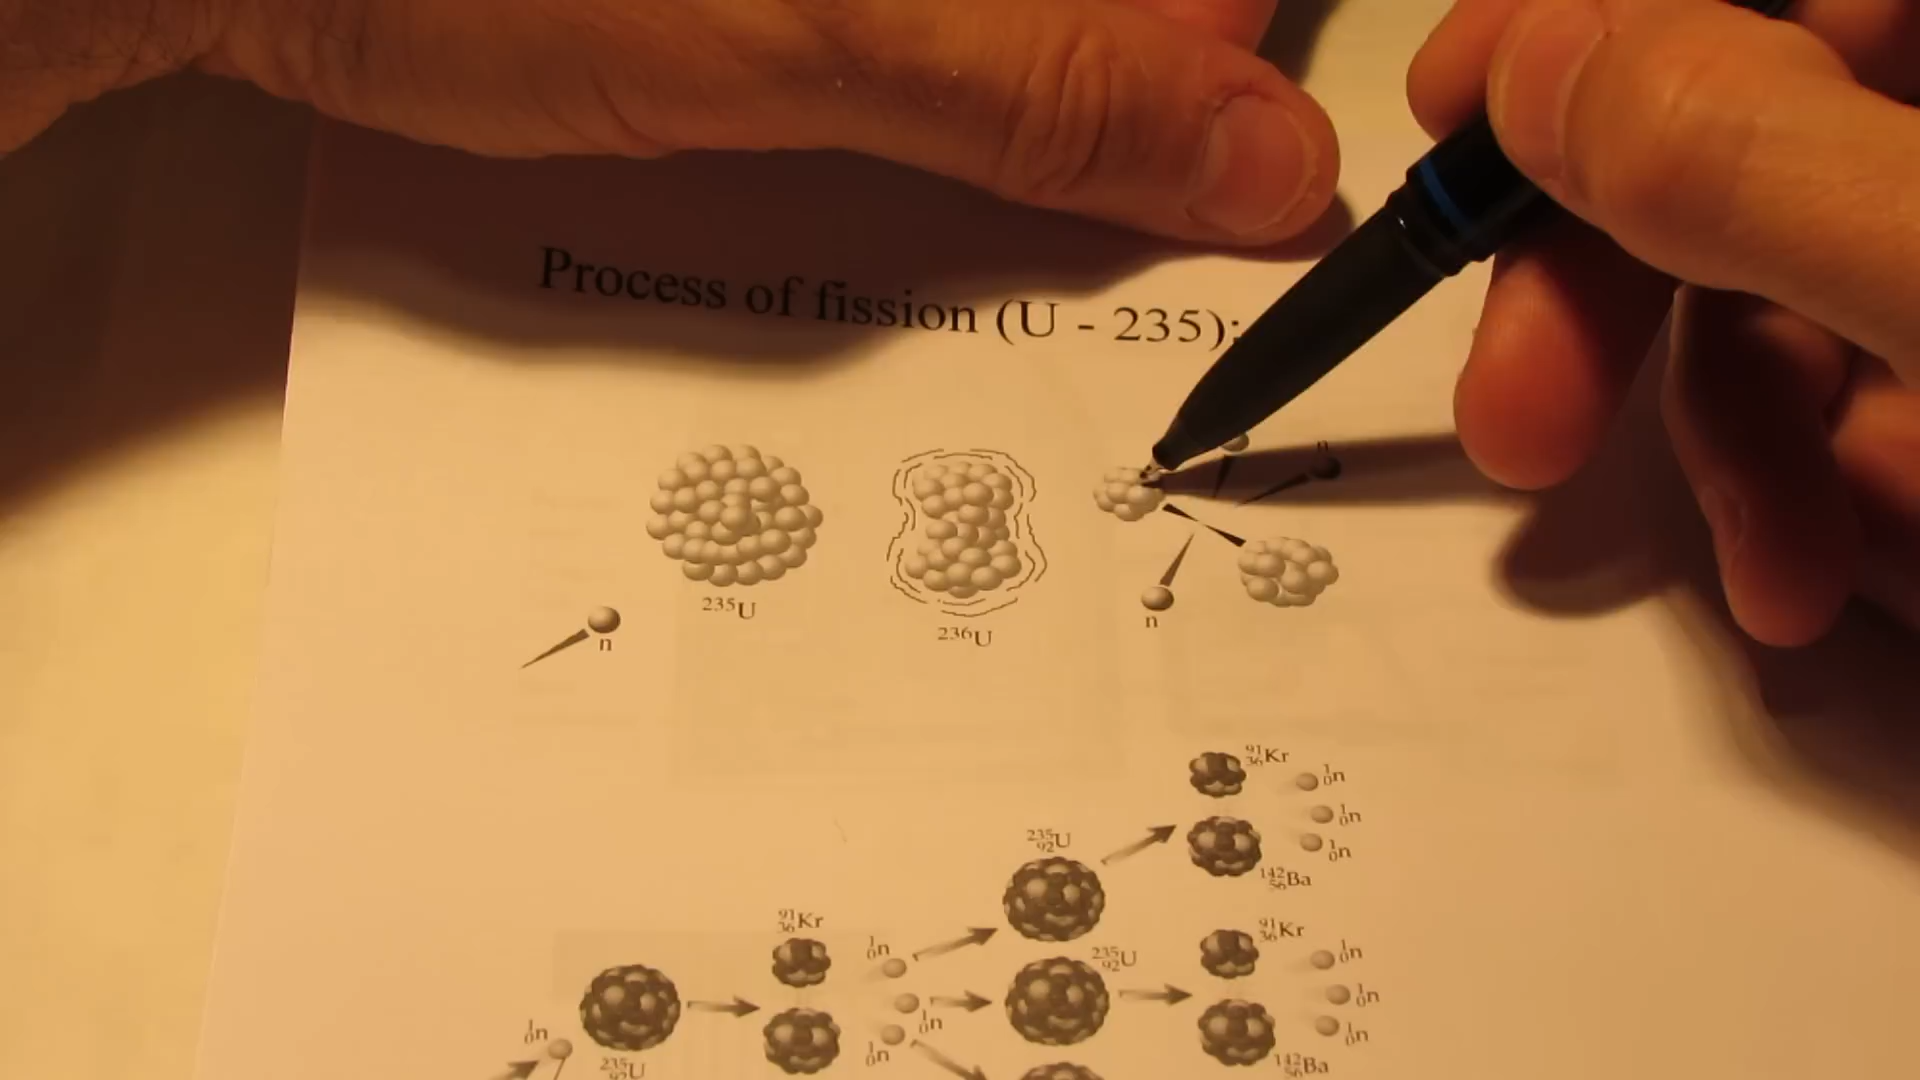 Process of fission (U - 235):
n
n
235U
236U
n
91 36Kr
1 0n
1 0n
235 92U
1 0n
142 56Ba
91 36Kr
91 36Kr
1 0n
1 0n
235 92U
1 0n
1 0n
1 0n
1 0n
1 0n
235 92U
142 56Ba